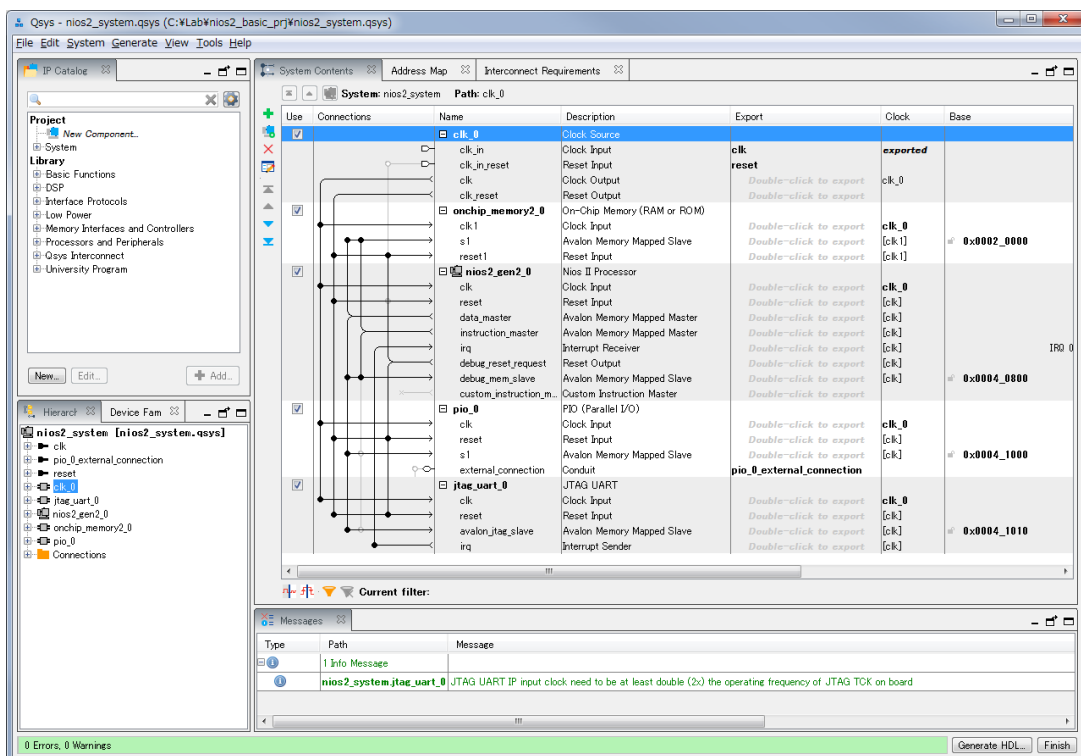 Qsys - nios2_system.qsys (C:¥Lab¥nios2_basic_prj¥nios2_system.qsys)
File Edit System Generate View Tools Help
IP Catalog
Project
New Component...
System
Library
Basic Functions
DSP
Interface Protocols
Low Power
Memory Interfaces and Controllers
Processors and Peripherals
Qsys Interconnect
University Program
New... Edit... Add...
Hierarch Device Fam
nios2_system [nios2_system.qsys]
clk
pio_0_external_connection
reset
clk_0
jtag_uart_0
nios2_gen2_0
onchip_memory2_0
pio_0
Connections
System Contents Address Map Interconnect Requirements
System: nios2_system Path: clk_0
Use Connections Name Description Export Clock Base
clk_0 Clock Source
clk_in Clock Input clk exported
clk_in_reset Reset Input reset
clk Clock Output Double-click to export clk_0
clk_reset Reset Output Double-click to export
onchip_memory2_0 On-Chip Memory (RAM or ROM)
clk1 Clock Input Double-click to export clk_0
s1 Avalon Memory Mapped Slave Double-click to export [clk1] 0x0002_0000
reset1 Reset Input Double-click to export [clk1]
nios2_gen2_0 Nios II Processor
clk Clock Input Double-click to export clk_0
reset Reset Input Double-click to export [clk]
data_master Avalon Memory Mapped Master Double-click to export [clk]
instruction_master Avalon Memory Mapped Master Double-click to export [clk]
irq Interrupt Receiver Double-click to export [clk] IRQ 0
debug_reset_request Reset Output Double-click to export [clk]
debug_mem_slave Avalon Memory Mapped Slave Double-click to export [clk] 0x0004_0800
custom_instruction_m... Custom Instruction Master Double-click to export
pio_0 PIO (Parallel I/O)
clk Clock Input Double-click to export clk_0
reset Reset Input Double-click to export [clk]
s1 Avalon Memory Mapped Slave Double-click to export [clk] 0x0004_1000
external_connection Conduit pio_0_external_connection
jtag_uart_0 JTAG UART
clk Clock Input Double-click to export clk_0
reset Reset Input Double-click to export [clk]
avalon_jtag_slave Avalon Memory Mapped Slave Double-click to export [clk] 0x0004_1010
irq Interrupt Sender Double-click to export [clk]
Current filter:
Messages
Type Path Message
1 Info Message
nios2_system.jtag_uart_0 JTAG UART IP input clock need to be at least double (2x) the operating frequency of JTAG TCK on board
0 Errors, 0 Warnings
Generate HDL... Finish